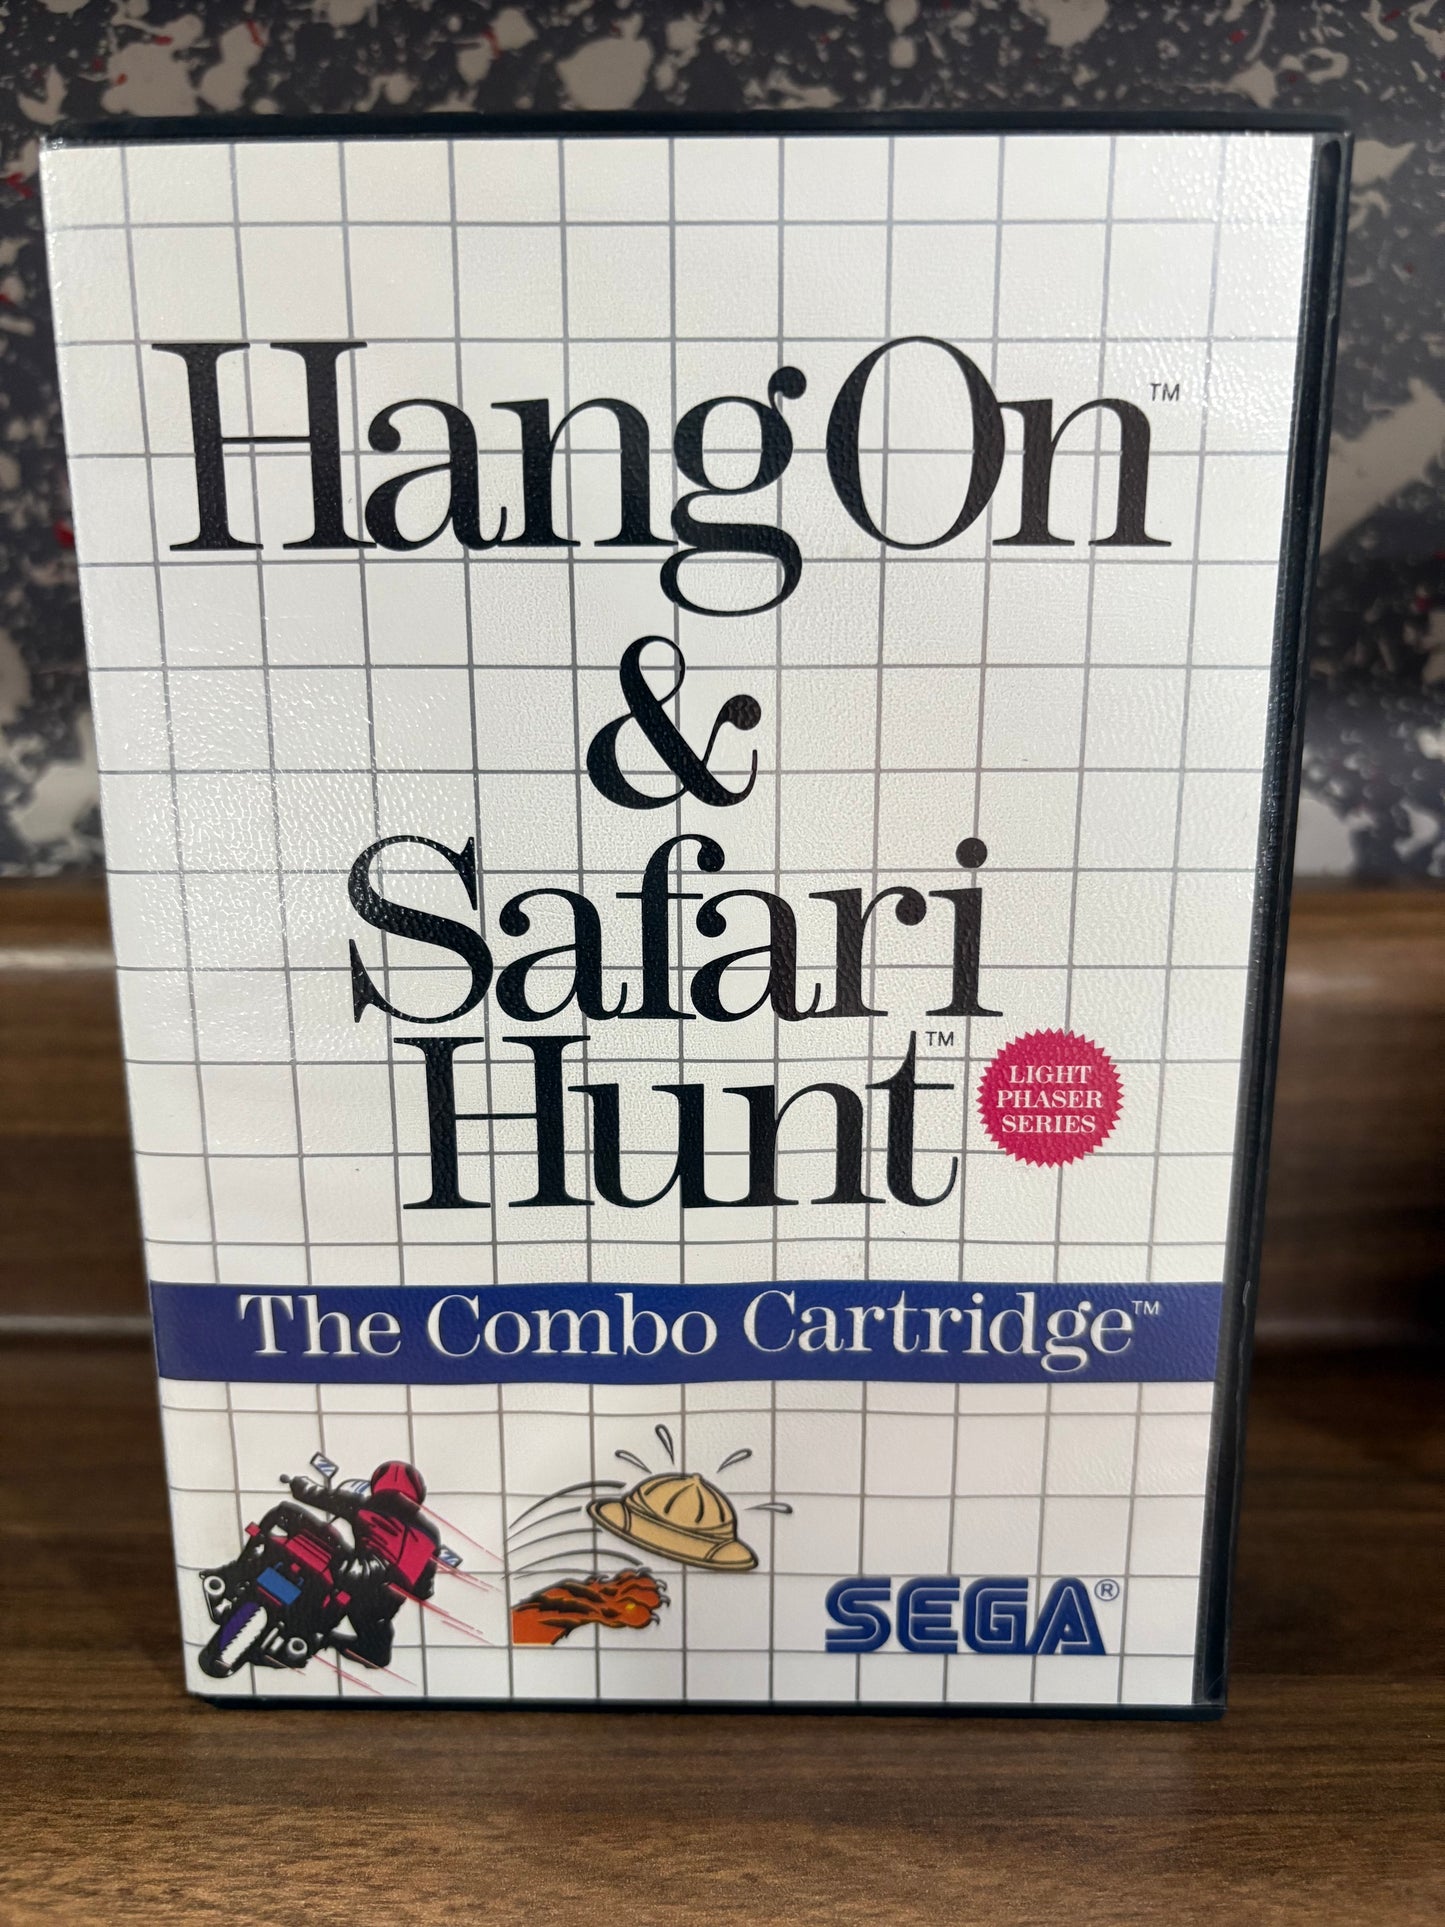 Hang On™
&
Safari
Hunt™
LIGHT
PHASER
SERIES
The Combo Cartridge™
SEGA®